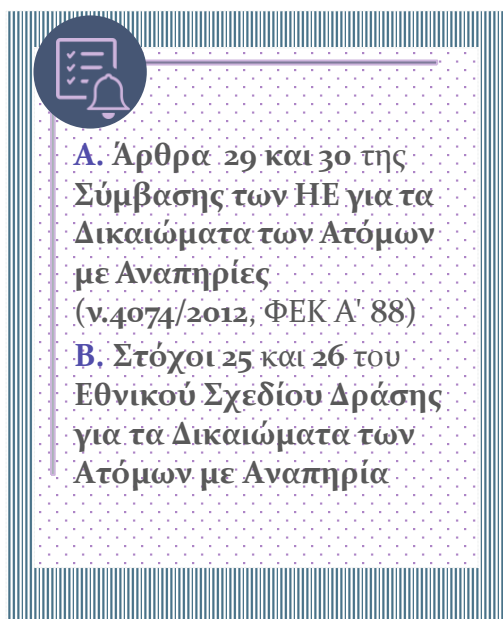 Α. Άρθρα 29 και 30 της
Σύμβασης των ΗΕ για τα
Δικαιώματα των Ατόμων
με Αναπηρίες
(ν.4074/2012, ΦΕΚ Α' 88)
Β. Στόχοι 25 και 26 του
Εθνικού Σχεδίου Δράσης
για τα Δικαιώματα των
Ατόμων με Αναπηρία